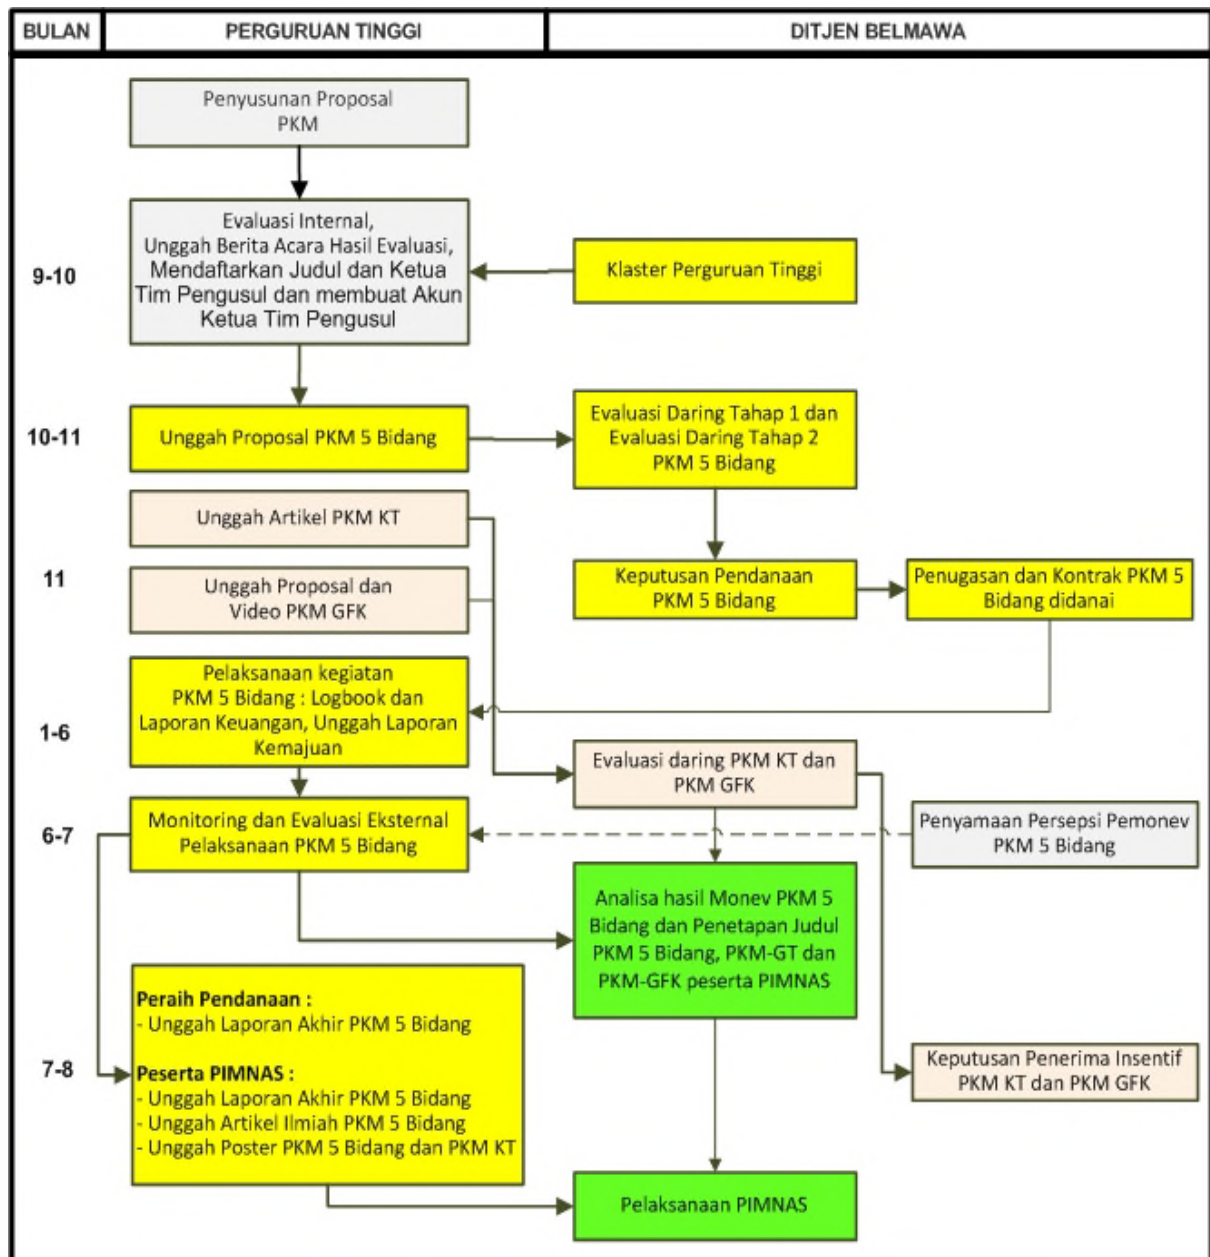 BULAN
PERGURUAN TINGGI
DITJEN BELMAWA
Penyusunan Proposal
PKM
9-10
Evaluasi Internal,
Unggah Berita Acara Hasil Evaluasi,
Mendaftarkan Judul dan Ketua
Tim Pengusul dan membuat Akun
Ketua Tim Pengusul
Klaster Perguruan Tinggi
10-11
Unggah Proposal PKM 5 Bidang
Evaluasi Daring Tahap 1 dan
Evaluasi Daring Tahap 2
PKM 5 Bidang
11
Unggah Artikel PKM KT
Unggah Proposal dan
Video PKM GFK
Keputusan Pendanaan
PKM 5 Bidang
Penugasan dan Kontrak PKM 5
Bidang didanai
1-6
Pelaksanaan kegiatan
PKM 5 Bidang : Logbook dan
Laporan Keuangan, Unggah Laporan
Kemajuan
Evaluasi daring PKM KT dan
PKM GFK
6-7
Monitoring dan Evaluasi Eksternal
Pelaksanaan PKM 5 Bidang
Penyamaan Persepsi Pemonev
PKM 5 Bidang
Analisa hasil Monev PKM 5
Bidang dan Penetapan Judul
PKM 5 Bidang, PKM-GT dan
PKM-GFK peserta PIMNAS
7-8
Peraih Pendanaan :
- Unggah Laporan Akhir PKM 5 Bidang
Peserta PIMNAS :
- Unggah Laporan Akhir PKM 5 Bidang
- Unggah Artikel Ilmiah PKM 5 Bidang
- Unggah Poster PKM 5 Bidang dan PKM KT
Keputusan Penerima Insentif
PKM KT dan PKM GFK
Pelaksanaan PIMNAS